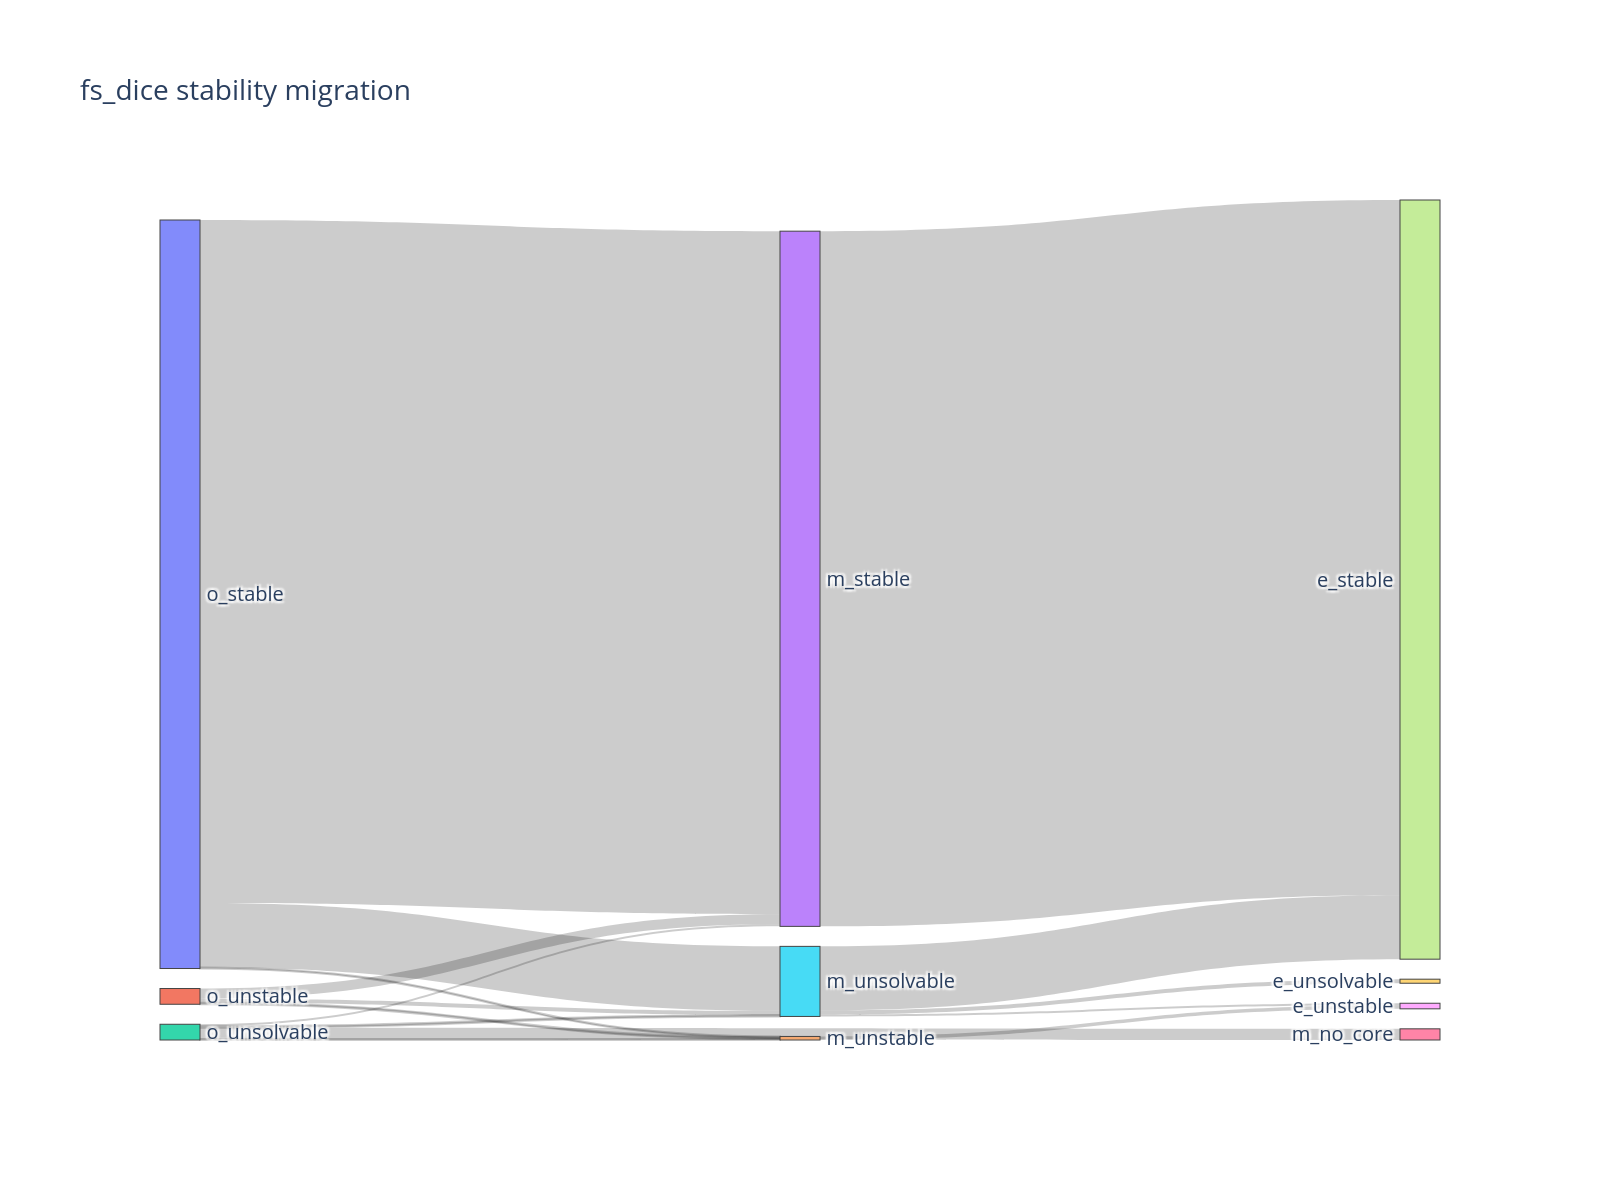 fs_dice stability migration
o_stable
o_unstable
o_unsolvable
m_stable
m_unsolvable
m_unstable
e_stable
e_unsolvable
e_unstable
m_no_core